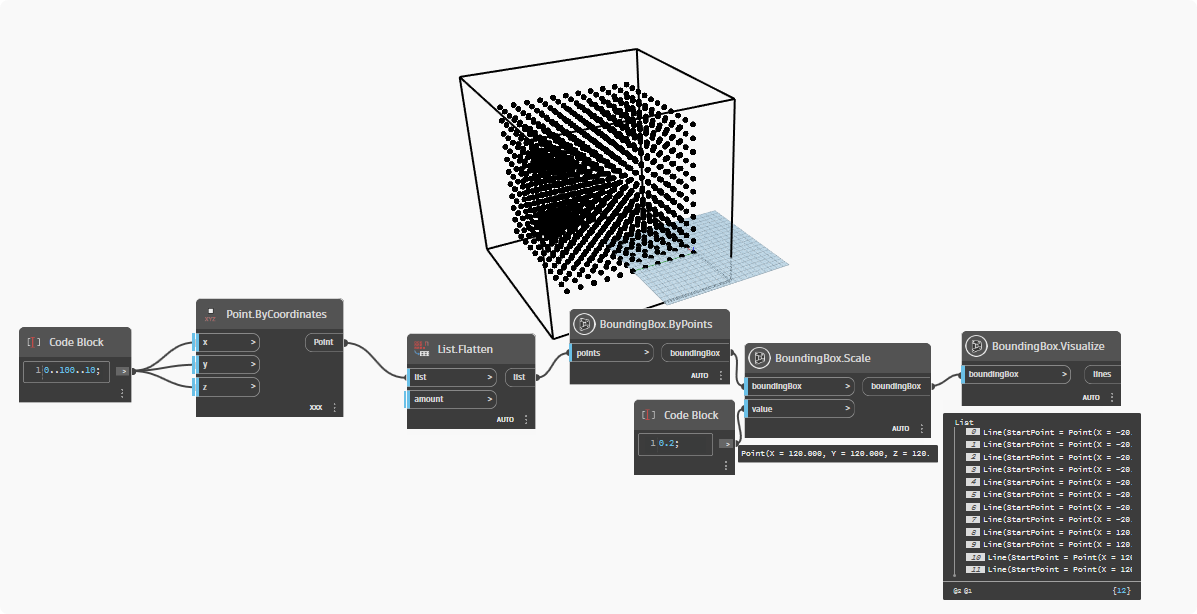 Code Block
1 0..100..10;
>
Point.ByCoordinates
x >
Point
y >
z >
XXX
List.Flatten
list >
list
amount >
AUTO
BoundingBox.ByPoints
points >
boundingBox
AUTO
Code Block
1 0.2;
>
BoundingBox.Scale
boundingBox >
boundingBox
value >
AUTO
Point(X = 120.000, Y = 120.000, Z = 120.
BoundingBox.Visualize
boundingBox >
lines
AUTO
List
0 Line(StartPoint = Point(X = -20.
1 Line(StartPoint = Point(X = -20.
2 Line(StartPoint = Point(X = -20.
3 Line(StartPoint = Point(X = -20.
4 Line(StartPoint = Point(X = -20.
5 Line(StartPoint = Point(X = -20.
6 Line(StartPoint = Point(X = -20.
7 Line(StartPoint = Point(X = -20.
8 Line(StartPoint = Point(X = 120.
9 Line(StartPoint = Point(X = 120.
10 Line(StartPoint = Point(X = 120
11 Line(StartPoint = Point(X = 120
@2 @1
{12}